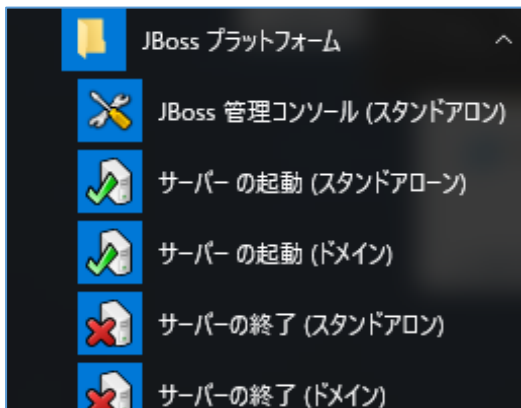 JBoss プラットフォーム
JBoss 管理コンソール (スタンドアロン)
サーバー の起動 (スタンドアローン)
サーバー の起動 (ドメイン)
サーバーの終了 (スタンドアロン)
サーバーの終了 (ドメイン)